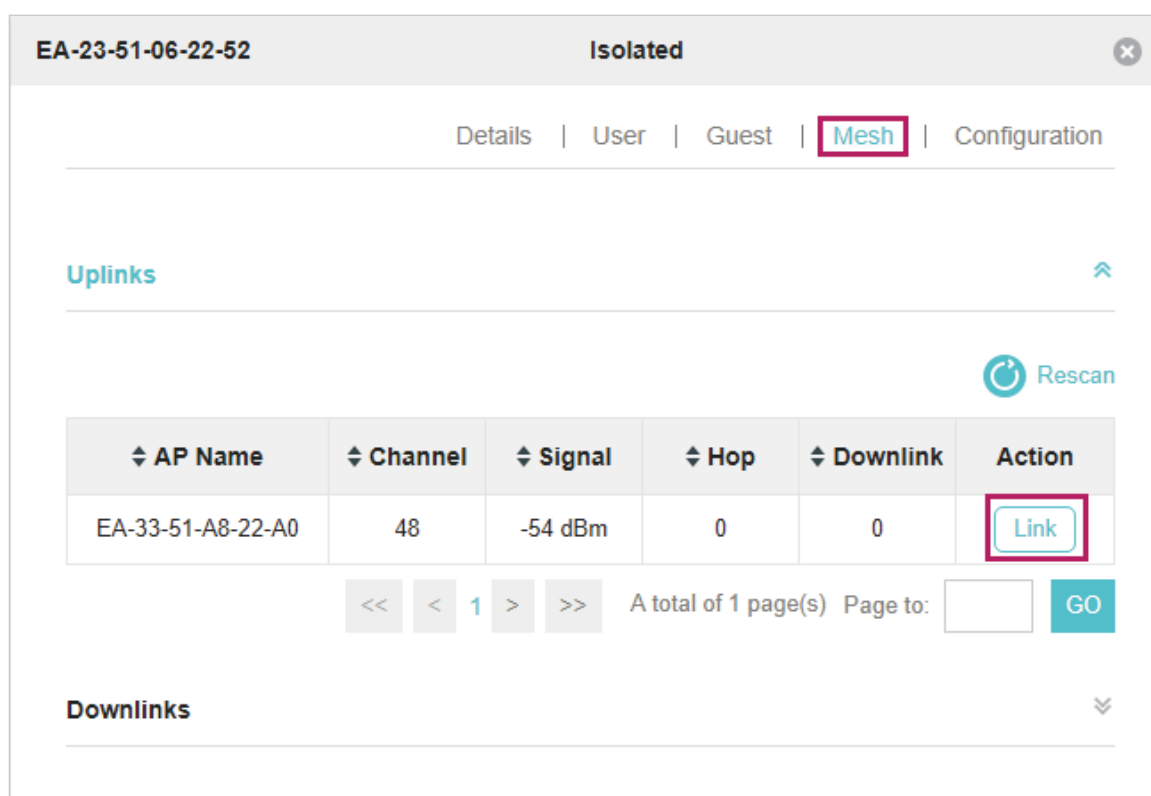 EA-23-51-06-22-52 Isolated
Details | User | Guest | Mesh | Configuration
Uplinks
Rescan
AP Name Channel Signal Hop Downlink Action
EA-33-51-A8-22-A0 48 -54 dBm 0 0 Link
<< < 1 > >> A total of 1 page(s) Page to: GO
Downlinks